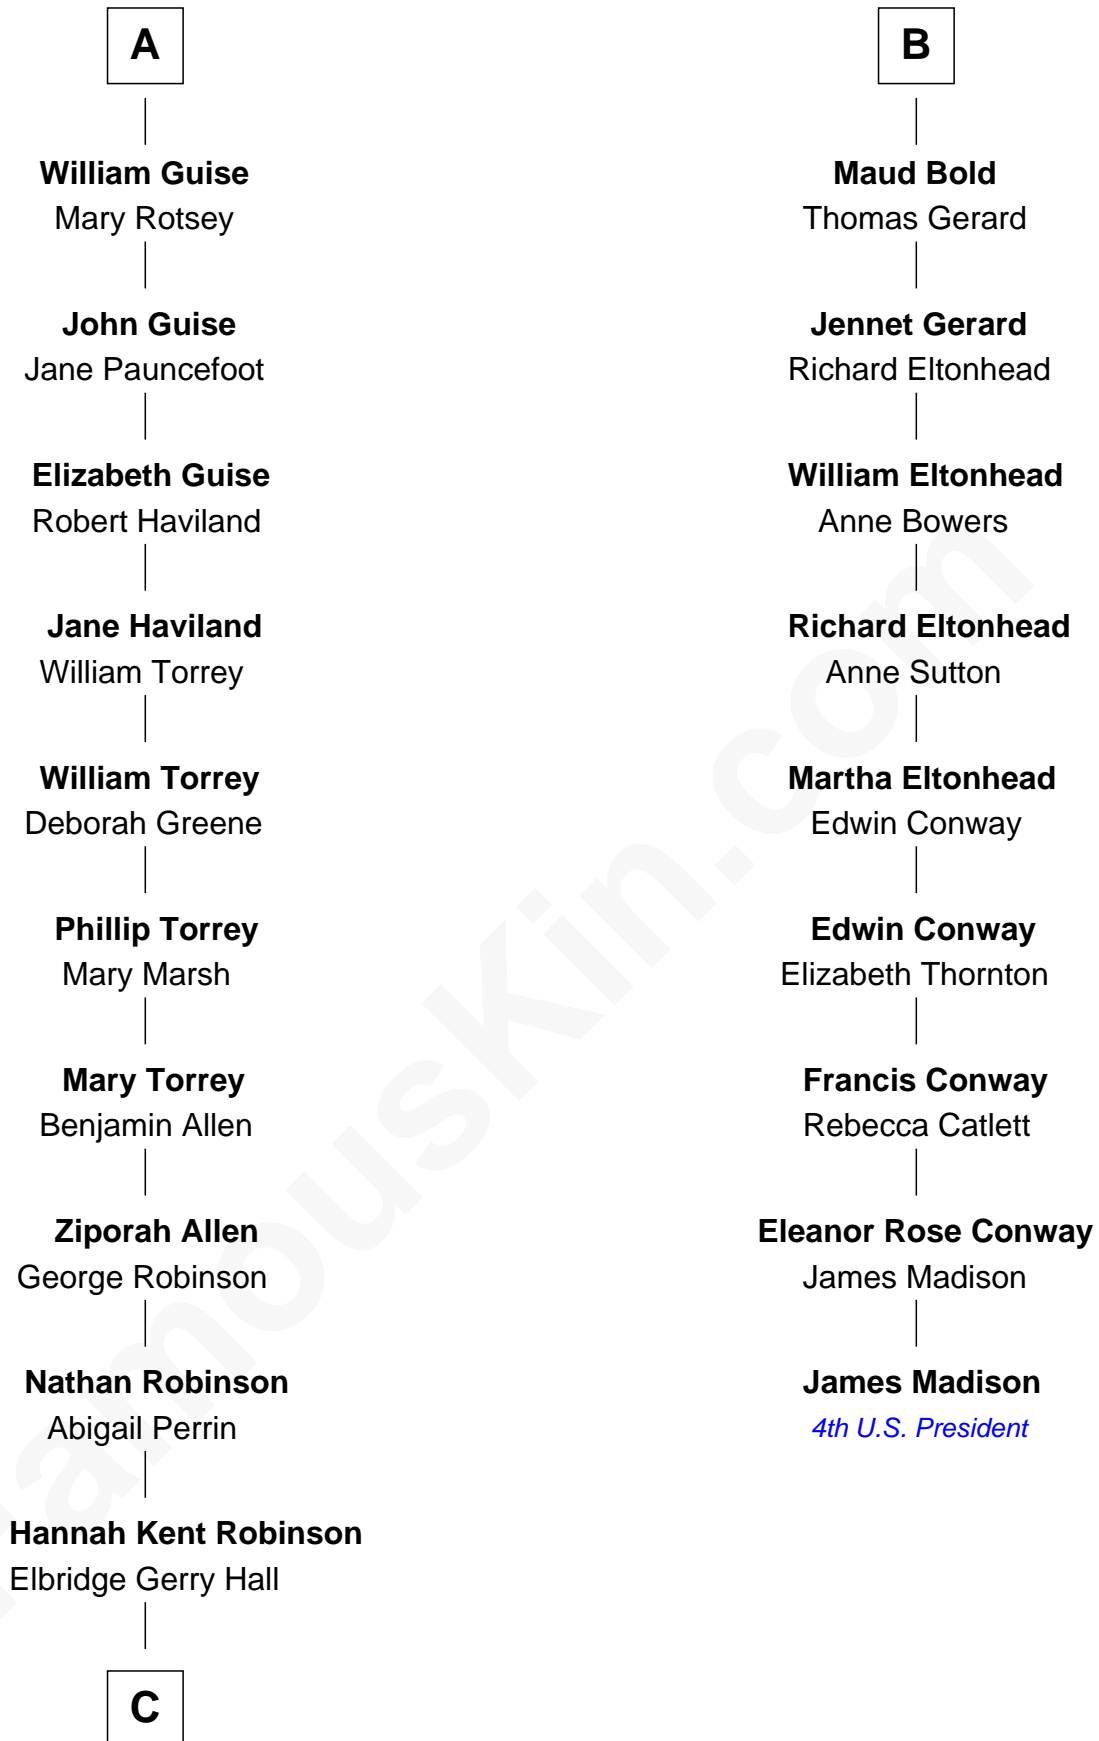 A
William Guise
Mary Rotsey
John Guise
Jane Pauncefoot
Elizabeth Guise
Robert Haviland
Jane Haviland
William Torrey
William Torrey
Deborah Greene
Phillip Torrey
Mary Marsh
Mary Torrey
Benjamin Allen
Ziporah Allen
George Robinson
Nathan Robinson
Abigail Perrin
Hannah Kent Robinson
Elbridge Gerry Hall
C
B
Maud Bold
Thomas Gerard
Jennet Gerard
Richard Eltonhead
William Eltonhead
Anne Bowers
Richard Eltonhead
Anne Sutton
Martha Eltonhead
Edwin Conway
Edwin Conway
Elizabeth Thornton
Francis Conway
Rebecca Catlett
Eleanor Rose Conway
James Madison
James Madison
4th U.S. President
FamousKin.com